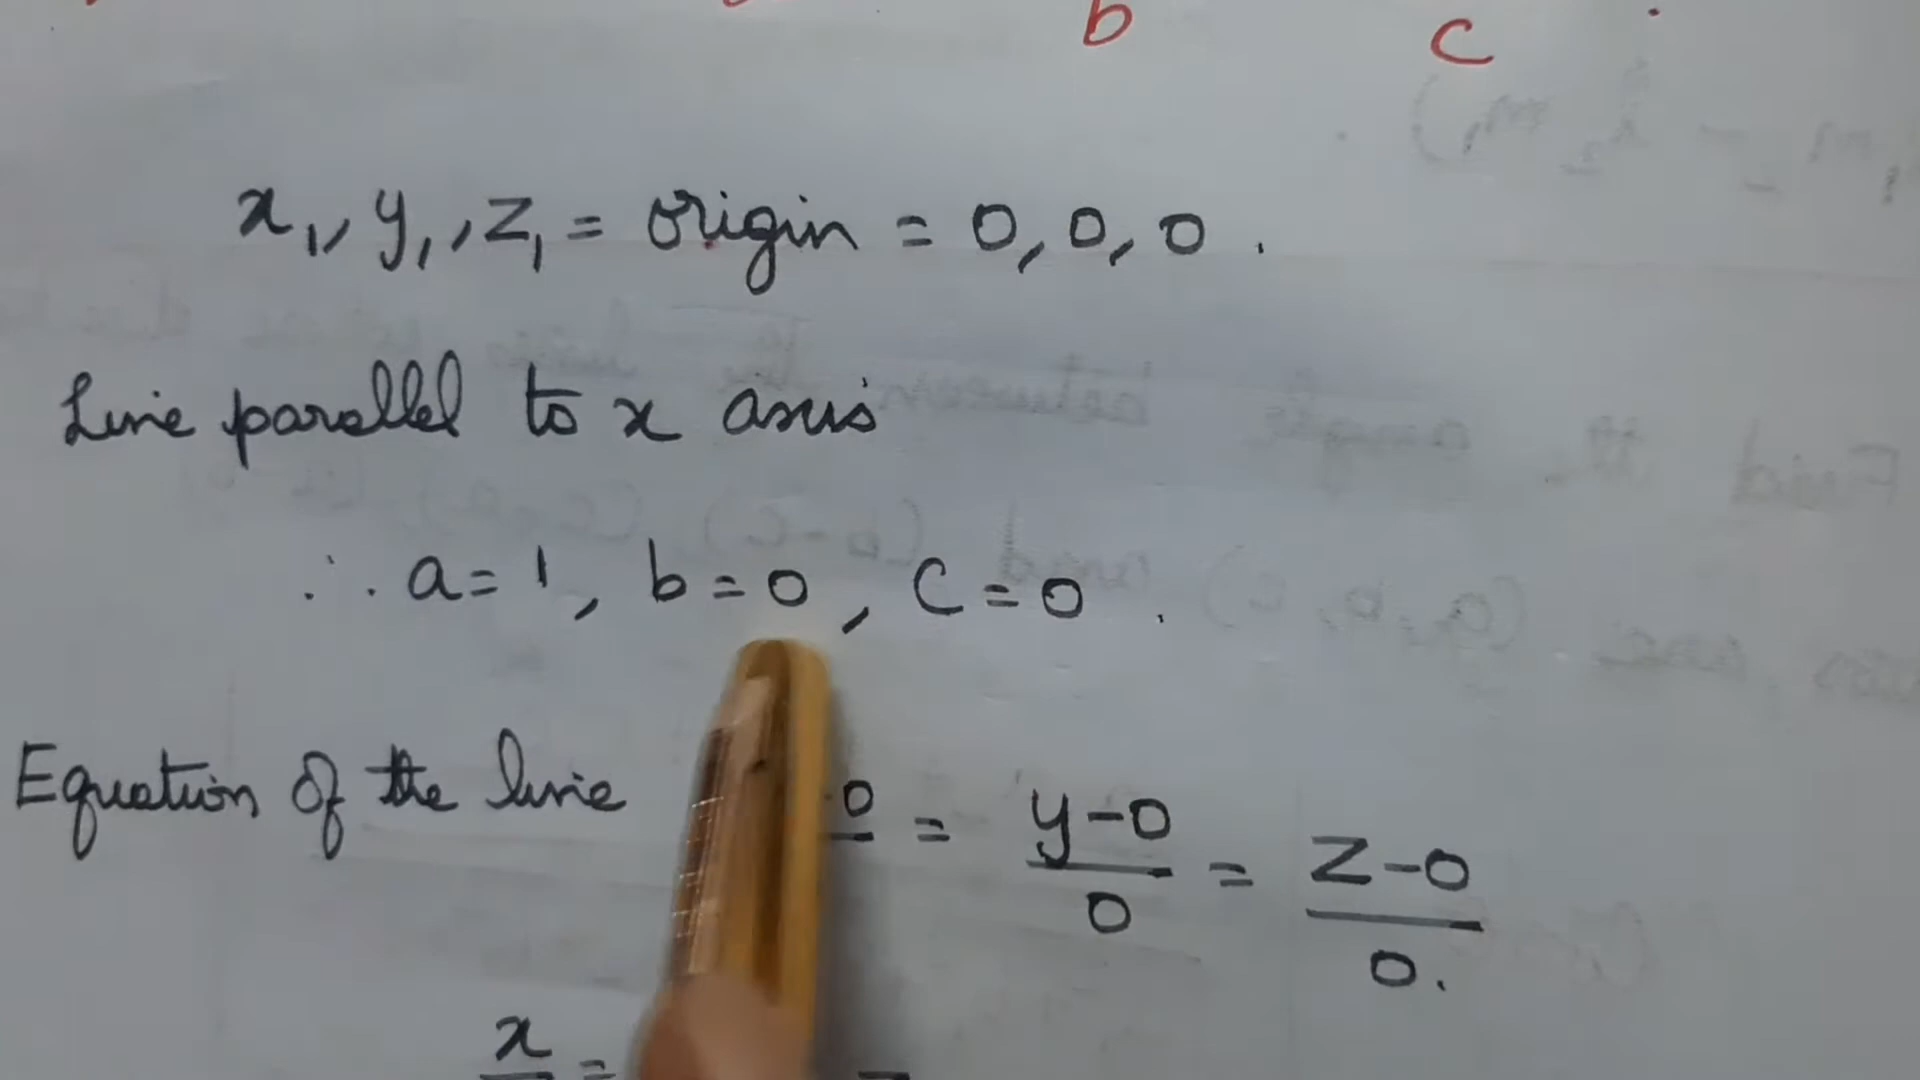 b c
x₁, y₁, z₁ = origin = 0, 0, 0.
Line parallel to x axis
∴ a = 1, b = 0, c = 0.
Equation of the line -0 = y-0/0 = z-0/0.
x =